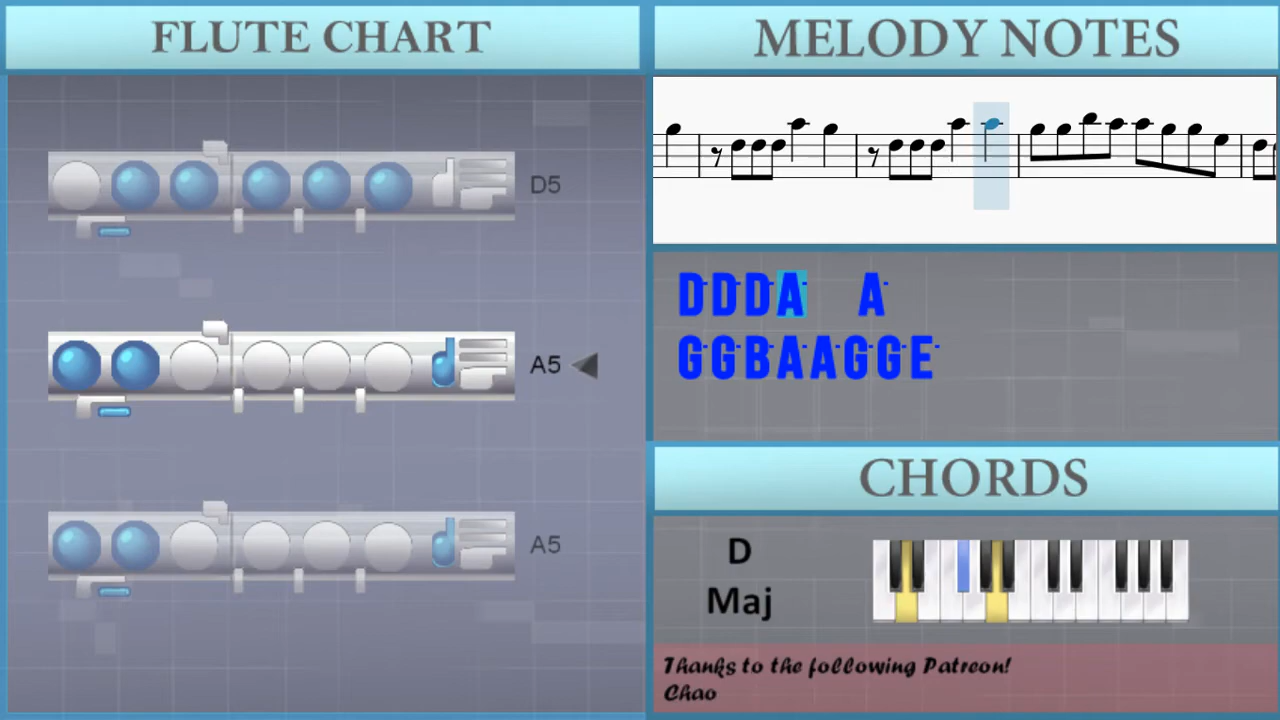 FLUTE CHART
D5
A5
A5
MELODY NOTES
DDDA A
GGBAAGGE
CHORDS
D
Maj
Thanks to the following Patreon!
Chao